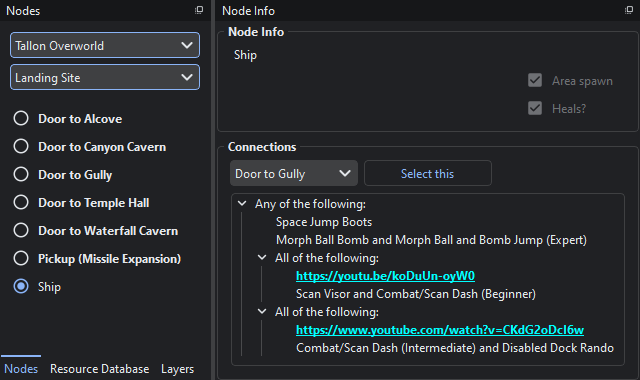 Nodes
Tallon Overworld
Landing Site
Door to Alcove
Door to Canyon Cavern
Door to Gully
Door to Temple Hall
Door to Waterfall Cavern
Pickup (Missile Expansion)
Ship
Nodes
Resource Database
Layers
Node Info
Node Info
Ship
Area spawn
Heals?
Connections
Door to Gully
Select this
Any of the following:
Space Jump Boots
Morph Ball Bomb and Morph Ball and Bomb Jump (Expert)
All of the following:
https://youtu.be/koDuUn-oyW0
Scan Visor and Combat/Scan Dash (Beginner)
All of the following:
https://www.youtube.com/watch?v=CKdG2oDcI6w
Combat/Scan Dash (Intermediate) and Disabled Dock Rando